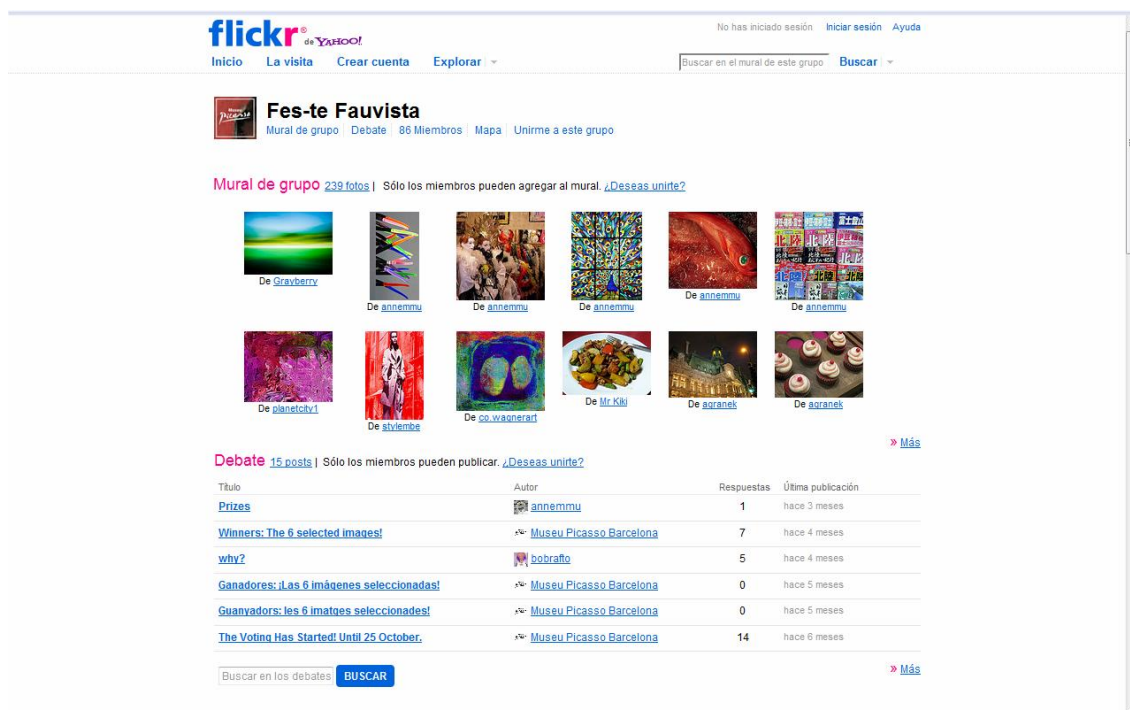 flickr® de YAHOO!
No has iniciado sesión Iniciar sesión Ayuda
Inicio La visita Crear cuenta Explorar
Buscar en el mural de este grupo Buscar
Museu Picasso
Fes-te Fauvista
Mural de grupo Debate 86 Miembros Mapa Unirme a este grupo
Mural de grupo 239 fotos | Sólo los miembros pueden agregar al mural. ¿Deseas unirte?
De Grayberry
De annemmu
De annemmu
De annemmu
De annemmu
De annemmu
De planetcity1
De stylembe
De co.wagnerart
De Mr Kiki
De agranek
De agranek
» Más
Debate 15 posts | Sólo los miembros pueden publicar. ¿Deseas unirte?
Título Autor Respuestas Última publicación
Prizes annemmu 1 hace 3 meses
Winners: The 6 selected images! Museu Picasso Barcelona 7 hace 4 meses
why? bobrafto 5 hace 4 meses
Ganadores: ¡Las 6 imágenes seleccionadas! Museu Picasso Barcelona 0 hace 5 meses
Guanyadors: les 6 imatges seleccionades! Museu Picasso Barcelona 0 hace 5 meses
The Voting Has Started! Until 25 October. Museu Picasso Barcelona 14 hace 6 meses
Buscar en los debates BUSCAR
» Más